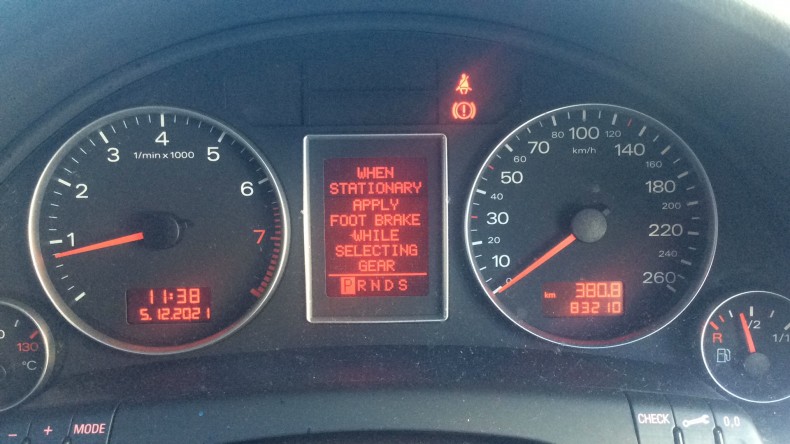 1
2
3
4
5
6
7
1/min x 1000
11:38
5.12.2021
WHEN
STATIONARY
APPLY
FOOT BRAKE
WHILE
SELECTING
GEAR
P R N D S
0
10
20
30
40
50
60
70
80
100
120
140
160
180
200
220
240
260
km/h
km 380.8
83210
130
°C
R
1/2
1/1
− + MODE
CHECK
0,0